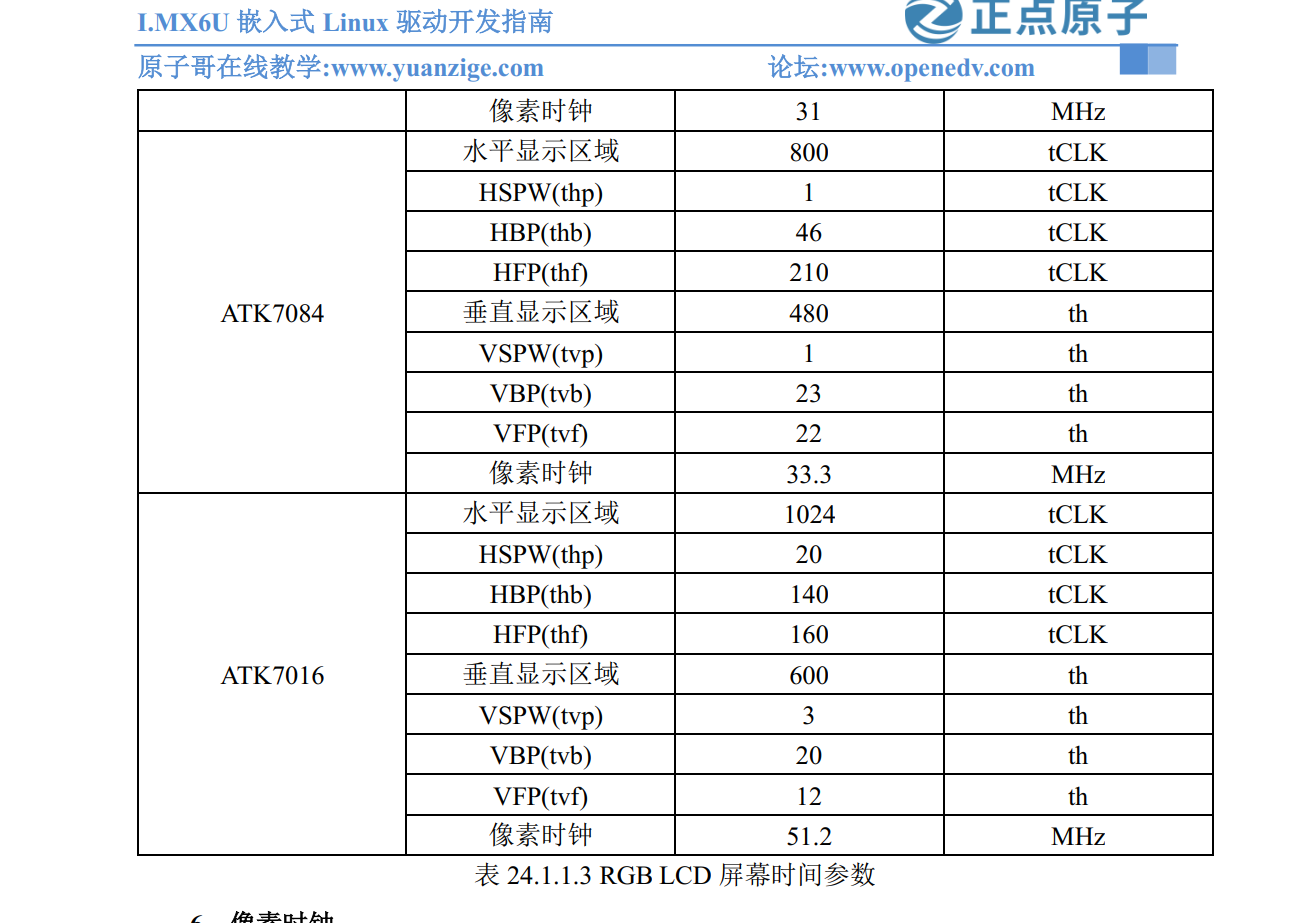 I.MX6U 嵌入式 Linux 驱动开发指南
正点原子
原子哥在线教学:www.yuanzige.com 论坛:www.openedv.com
像素时钟 31 MHz
水平显示区域 800 tCLK
HSPW(thp) 1 tCLK
HBP(thb) 46 tCLK
HFP(thf) 210 tCLK
ATK7084 垂直显示区域 480 th
VSPW(tvp) 1 th
VBP(tvb) 23 th
VFP(tvf) 22 th
像素时钟 33.3 MHz
水平显示区域 1024 tCLK
HSPW(thp) 20 tCLK
HBP(thb) 140 tCLK
HFP(thf) 160 tCLK
ATK7016 垂直显示区域 600 th
VSPW(tvp) 3 th
VBP(tvb) 20 th
VFP(tvf) 12 th
像素时钟 51.2 MHz
表 24.1.1.3 RGB LCD 屏幕时间参数
6、像素时钟